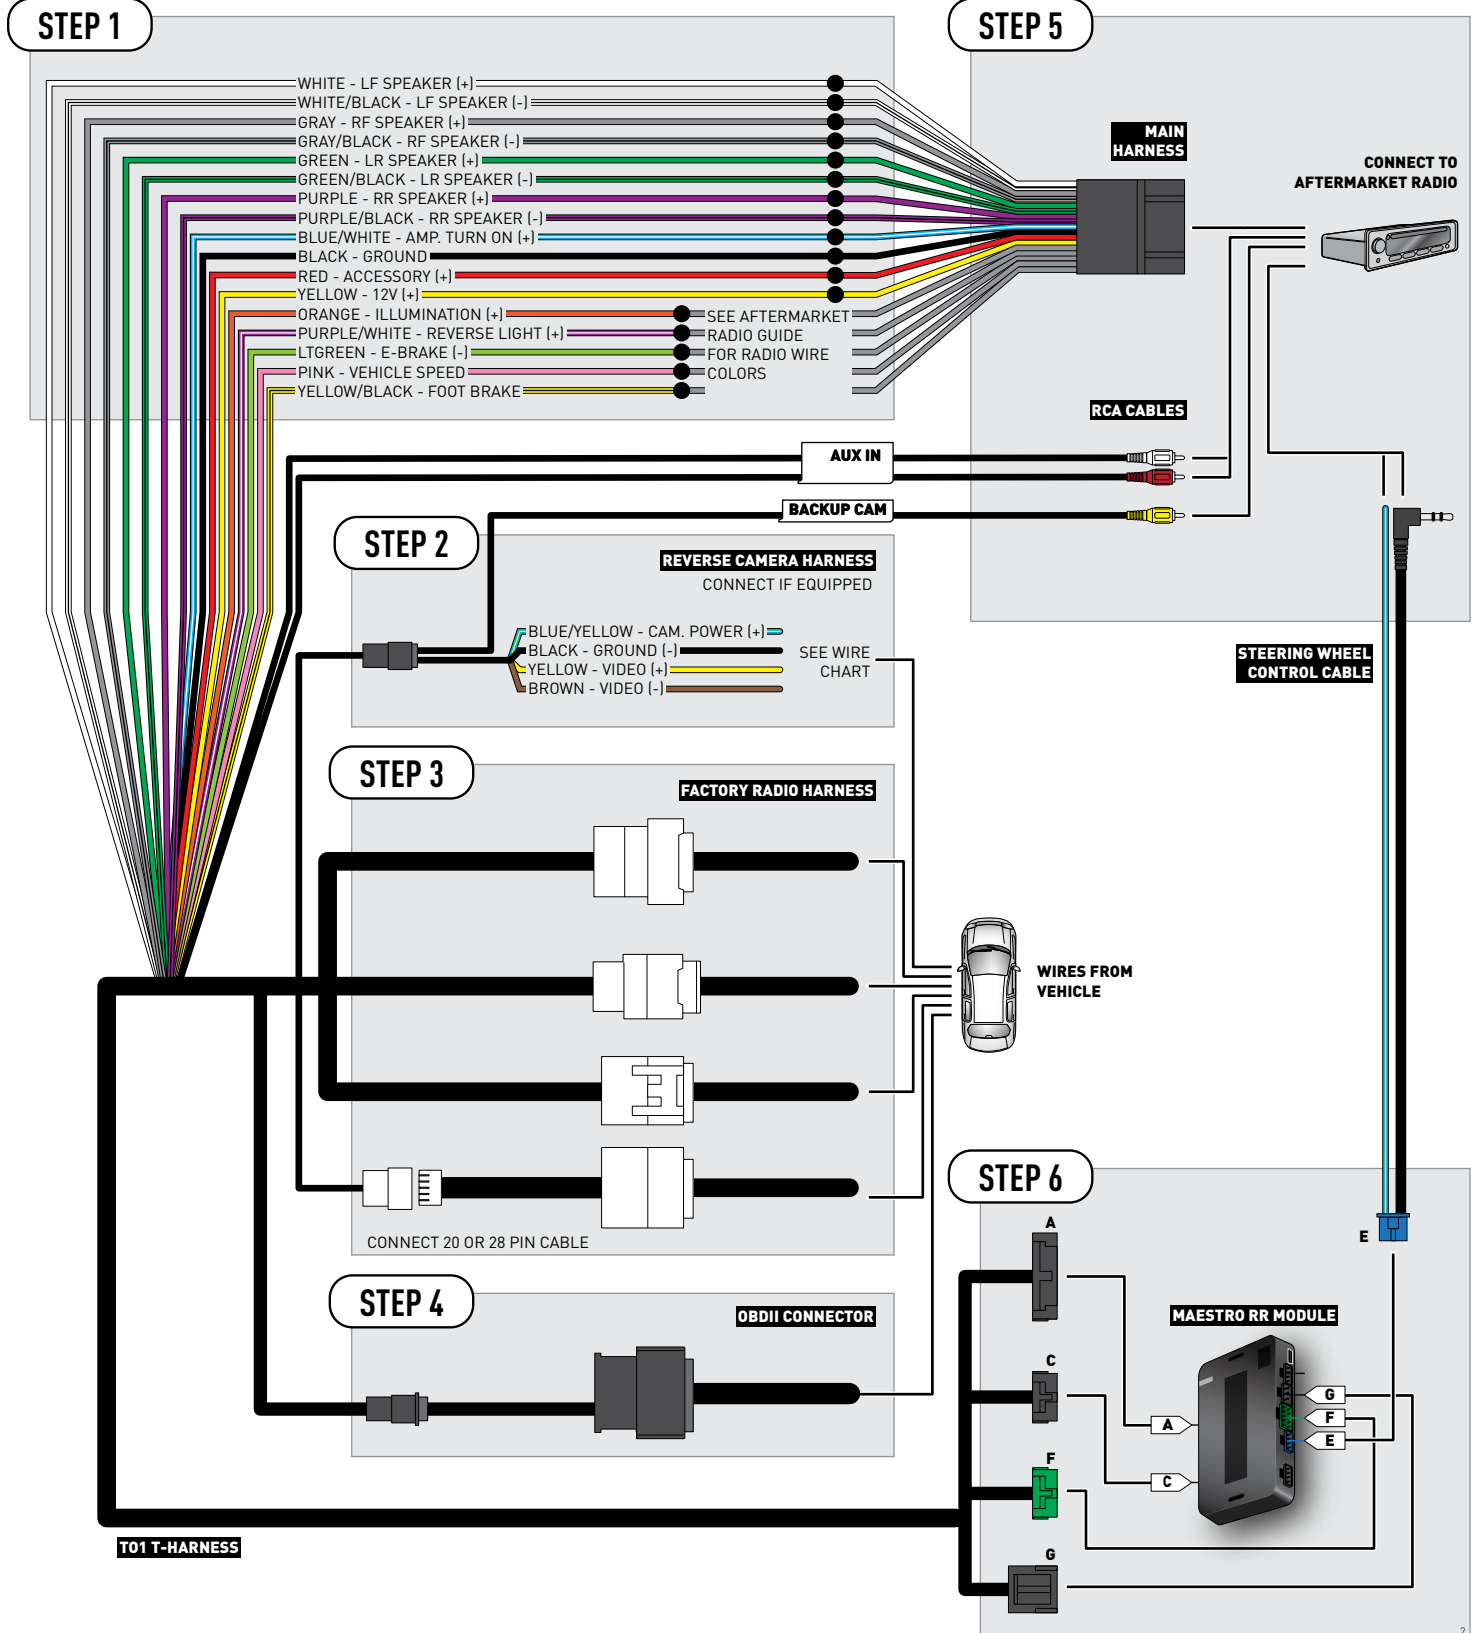 STEP 1
WHITE - LF SPEAKER (+)
WHITE/BLACK - LF SPEAKER (-)
GRAY - RF SPEAKER (+)
GRAY/BLACK - RF SPEAKER (-)
GREEN - LR SPEAKER (+)
GREEN/BLACK - LR SPEAKER (-)
PURPLE - RR SPEAKER (+)
PURPLE/BLACK - RR SPEAKER (-)
BLUE/WHITE - AMP. TURN ON (+)
BLACK - GROUND
RED - ACCESSORY (+)
YELLOW - 12V (+)
ORANGE - ILLUMINATION (+)
PURPLE/WHITE - REVERSE LIGHT (+)
LTGREEN - E-BRAKE (-)
PINK - VEHICLE SPEED
YELLOW/BLACK - FOOT BRAKE
SEE AFTERMARKET
RADIO GUIDE
FOR RADIO WIRE
COLORS
STEP 5
MAIN
HARNESS
CONNECT TO
AFTERMARKET RADIO
RCA CABLES
AUX IN
BACKUP CAM
STEERING WHEEL
CONTROL CABLE
STEP 2
REVERSE CAMERA HARNESS
CONNECT IF EQUIPPED
BLUE/YELLOW - CAM. POWER (+)
BLACK - GROUND (-)
YELLOW - VIDEO (+)
BROWN - VIDEO (-)
SEE WIRE
CHART
STEP 3
FACTORY RADIO HARNESS
CONNECT 20 OR 28 PIN CABLE
WIRES FROM
VEHICLE
STEP 4
OBDII CONNECTOR
T01 T-HARNESS
STEP 6
A
E
C
F
G
MAESTRO RR MODULE
A
C
G
F
E
2